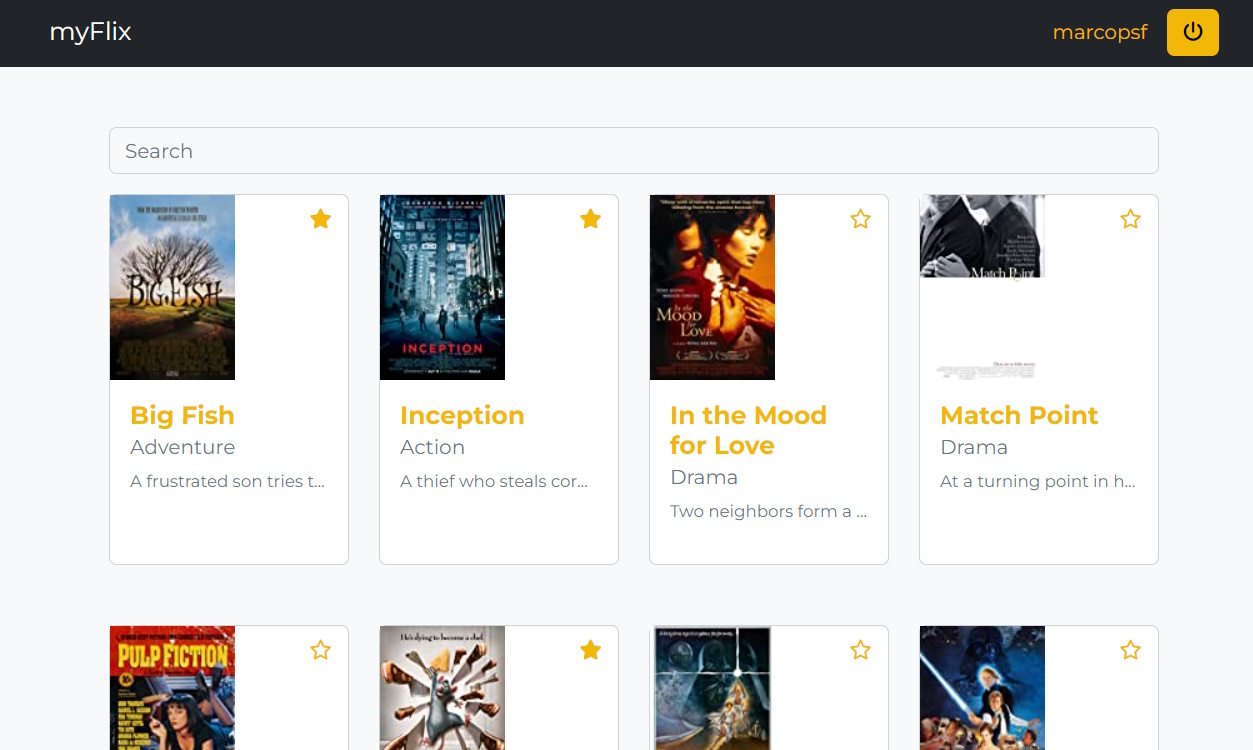 myFlix
marcopsf
Search
BIG FISH
INCEPTION
In the
MOOD
for
LOVE
Match Point
Big Fish
Adventure
A frustrated son tries t...
Inception
Action
A thief who steals cor...
In the Mood
for Love
Drama
Two neighbors form a ...
Match Point
Drama
At a turning point in h...
PULP FICTION
He's dying to become a chef.